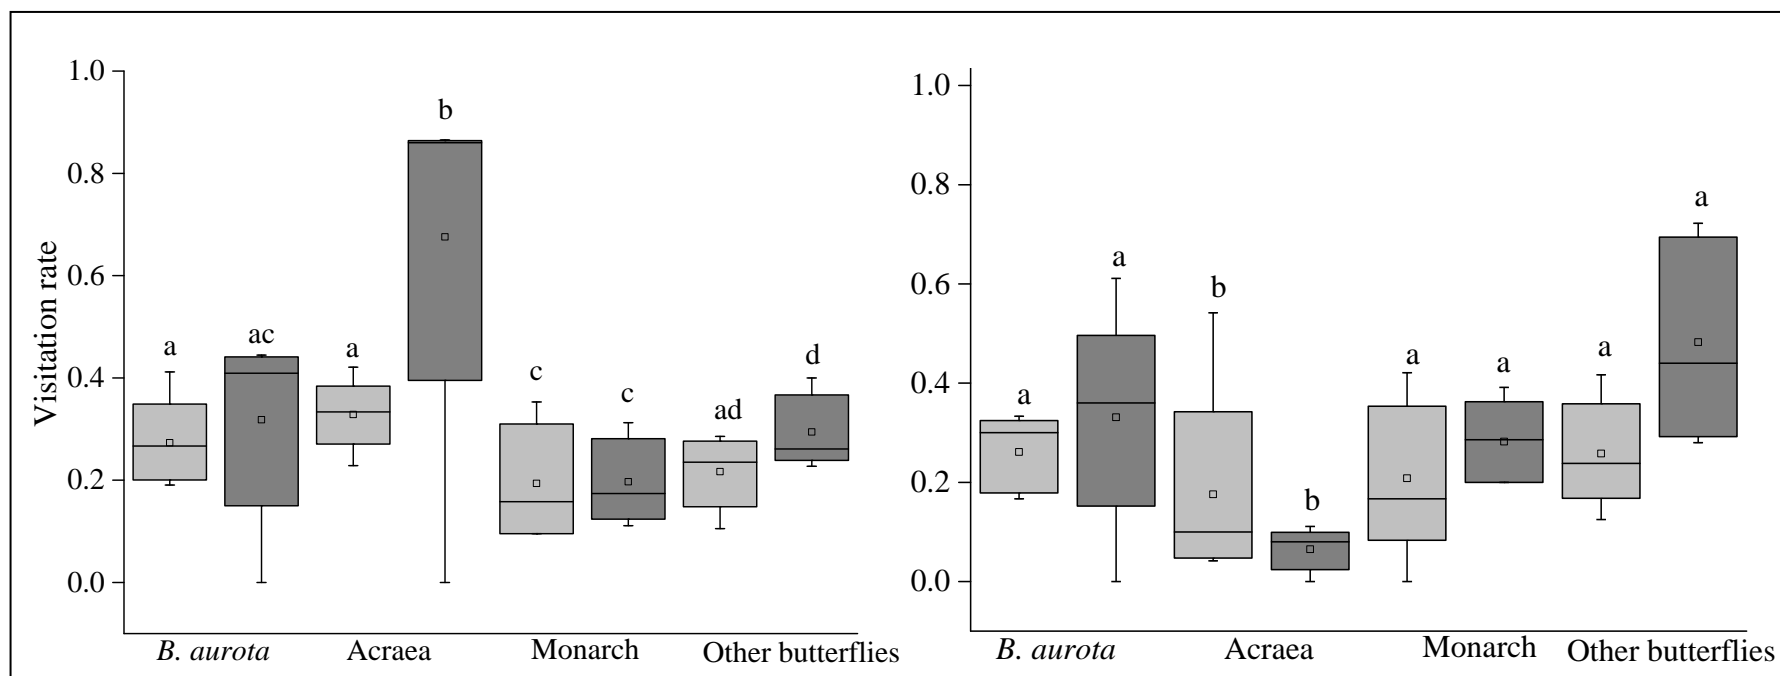 Visitation rate
1.0
0.8
0.6
0.4
0.2
0.0
a
ac
a
b
c
c
ad
d
B. aurota
Acraea
Monarch
Other butterflies
1.0
0.8
0.6
0.4
0.2
0.0
a
a
b
b
a
a
a
a
B. aurota
Acraea
Monarch
Other butterflies